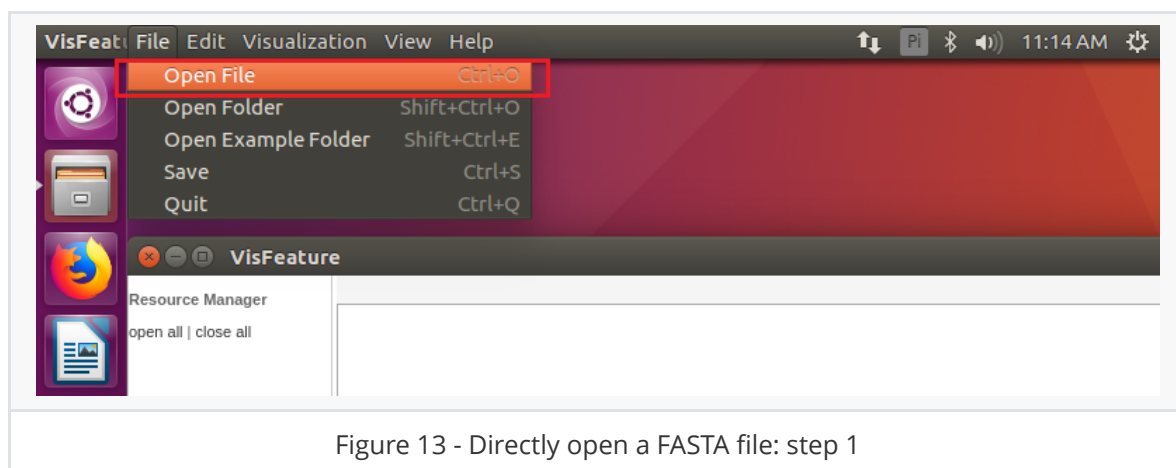 VisFeat File Edit Visualization View Help Pi 11:14 AM
Open File Ctrl+O
Open Folder Shift+Ctrl+O
Open Example Folder Shift+Ctrl+E
Save Ctrl+S
Quit Ctrl+Q
VisFeature
Resource Manager
open all | close all
Figure 13 - Directly open a FASTA file: step 1